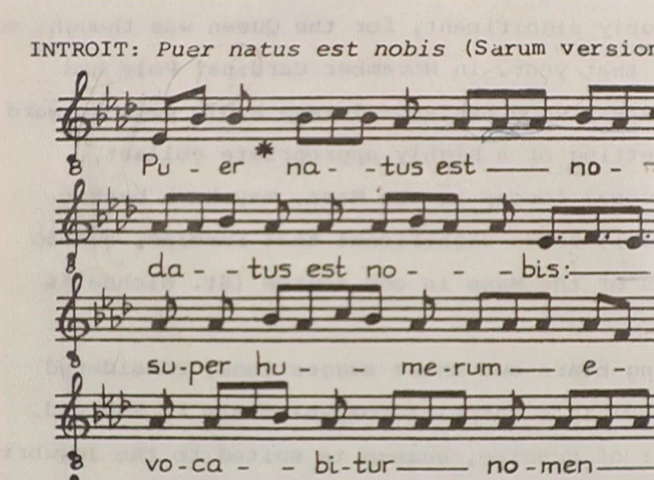 INTROIT: Puer natus est nobis (Sarum version
Pu - er * na - - tus est — no -
da - - tus est no - - - bis:—
su-per hu - - me-rum e -
vo-ca - - bi-tur — no-men —